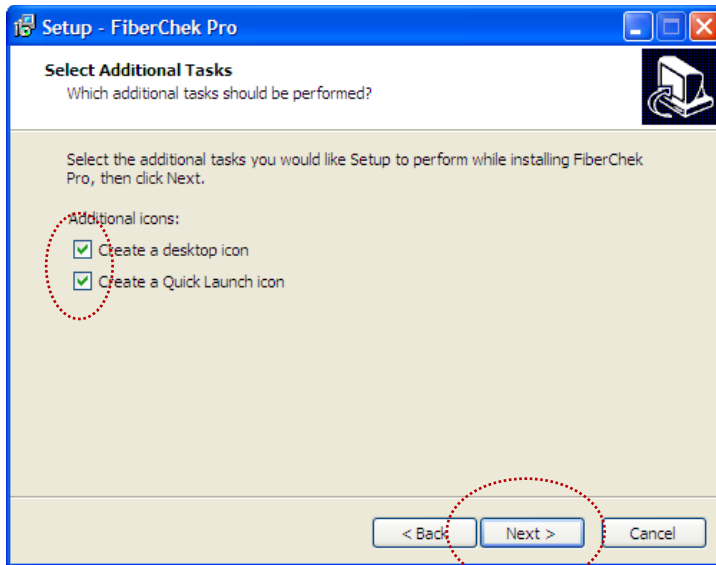 Setup - FiberChek Pro
Select Additional Tasks
Which additional tasks should be performed?
Select the additional tasks you would like Setup to perform while installing FiberChek
Pro, then click Next.
Additional icons:
Create a desktop icon
Create a Quick Launch icon
< Back
Next >
Cancel